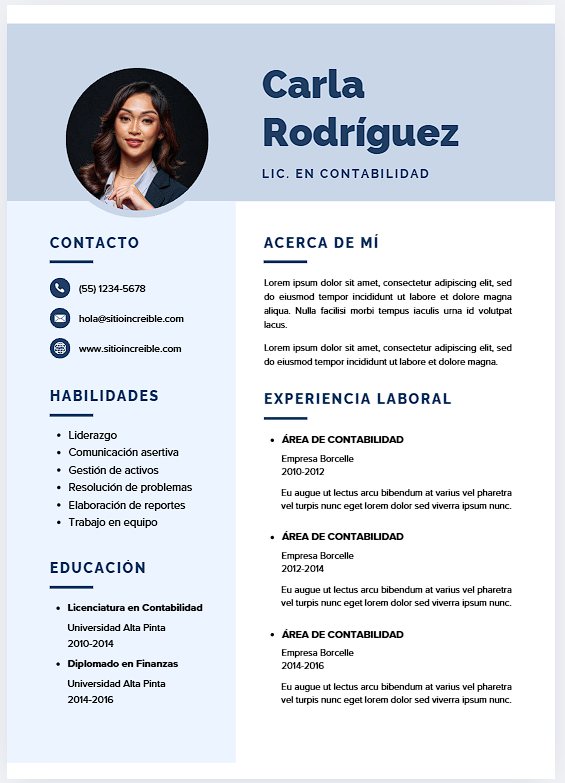 Carla
Rodríguez
LIC. EN CONTABILIDAD
CONTACTO
(55) 1234-5678
hola@sitioincreible.com
www.sitioincreible.com
HABILIDADES
• Liderazgo
• Comunicación asertiva
• Gestión de activos
• Resolución de problemas
• Elaboración de reportes
• Trabajo en equipo
EDUCACIÓN
• Licenciatura en Contabilidad
Universidad Alta Pinta
2010-2014
• Diplomado en Finanzas
Universidad Alta Pinta
2014-2016
ACERCA DE MÍ
Lorem ipsum dolor sit amet, consectetur adipiscing elit, sed
do eiusmod tempor incididunt ut labore et dolore magna
aliqua. Nulla facilisi morbi tempus iaculis urna id volutpat
lacus.
Lorem ipsum dolor sit amet, consectetur adipiscing elit, sed
do eiusmod tempor incididunt ut labore et dolore magna.
EXPERIENCIA LABORAL
• ÁREA DE CONTABILIDAD
Empresa Borcelle
2010-2012
Eu augue ut lectus arcu bibendum at varius vel pharetra
vel turpis nunc eget lorem dolor sed viverra ipsum nunc.
• ÁREA DE CONTABILIDAD
Empresa Borcelle
2012-2014
Eu augue ut lectus arcu bibendum at varius vel pharetra
vel turpis nunc eget lorem dolor sed viverra ipsum nunc.
• ÁREA DE CONTABILIDAD
Empresa Borcelle
2014-2016
Eu augue ut lectus arcu bibendum at varius vel pharetra
vel turpis nunc eget lorem dolor sed viverra ipsum nunc.